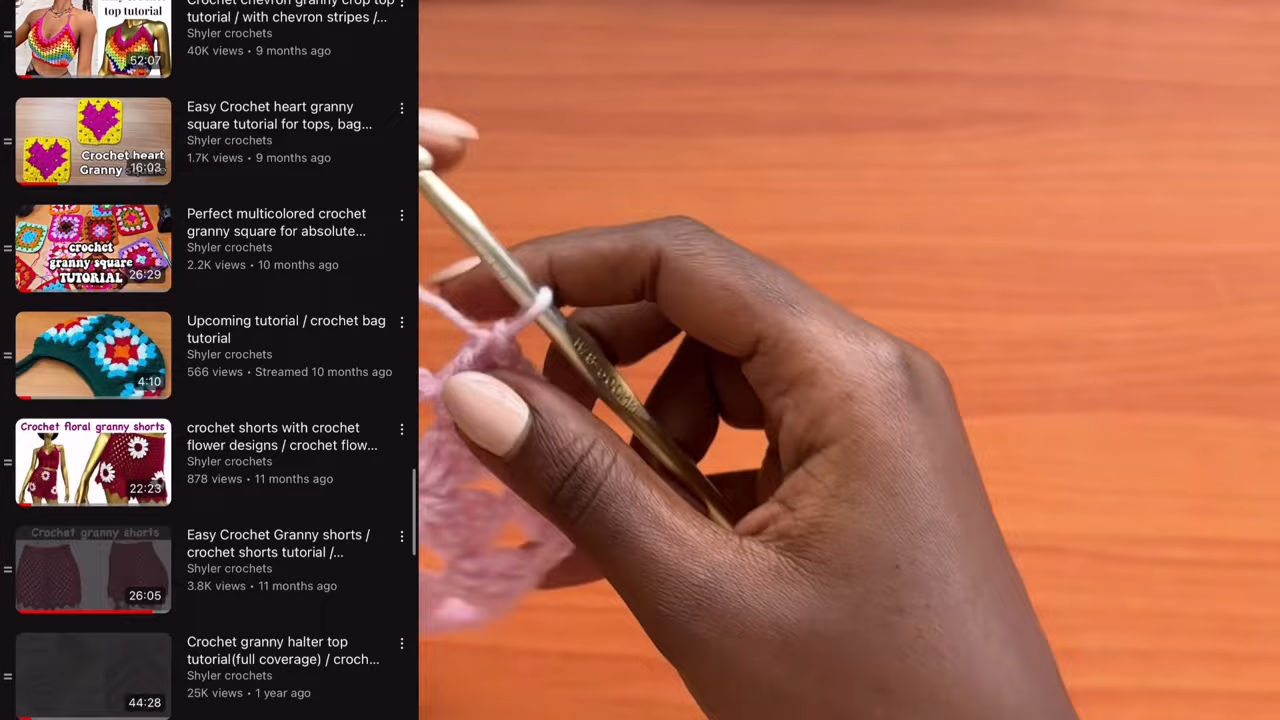 Crochet chevron granny crop top
tutorial / with chevron stripes /...
Shyler crochets
40K views • 9 months ago
top tutorial
52:07
Easy Crochet heart granny
square tutorial for tops, bag...
Shyler crochets
1.7K views • 9 months ago
Crochet heart
Granny square
16:03
Perfect multicolored crochet
granny square for absolute...
Shyler crochets
2.2K views • 10 months ago
crochet
granny square
TUTORIAL
26:29
Upcoming tutorial / crochet bag
tutorial
Shyler crochets
566 views • Streamed 10 months ago
4:10
crochet shorts with crochet
flower designs / crochet flow...
Shyler crochets
878 views • 11 months ago
Crochet floral granny shorts
22:23
Easy Crochet Granny shorts /
crochet shorts tutorial /...
Shyler crochets
3.8K views • 11 months ago
Crochet granny shorts
26:05
Crochet granny halter top
tutorial(full coverage) / croch...
Shyler crochets
25K views • 1 year ago
44:28